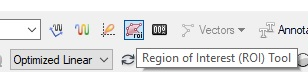 Vectors Annota
Optimized Linear Region of Interest (ROI) Tool